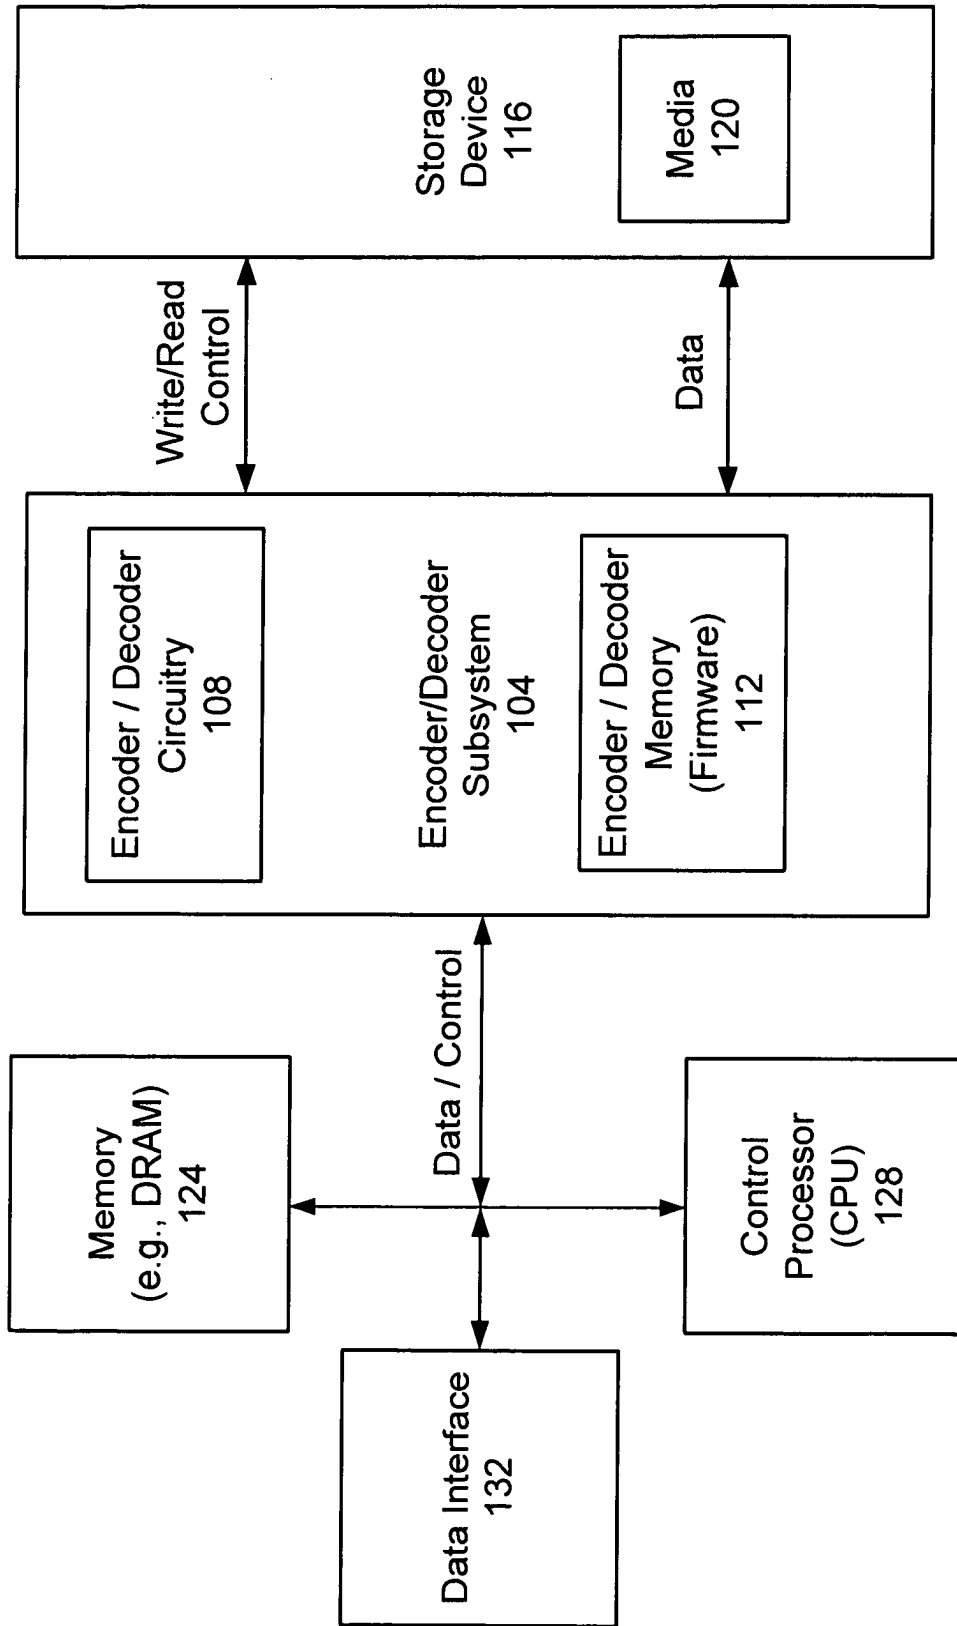 Data Interface
132
Memory
(e.g., DRAM)
124
Control
Processor
(CPU)
128
Data / Control
Encoder / Decoder
Circuitry
108
Encoder/Decoder
Subsystem
104
Encoder / Decoder
Memory
(Firmware)
112
Write/Read
Control
Data
Storage
Device
116
Media
120